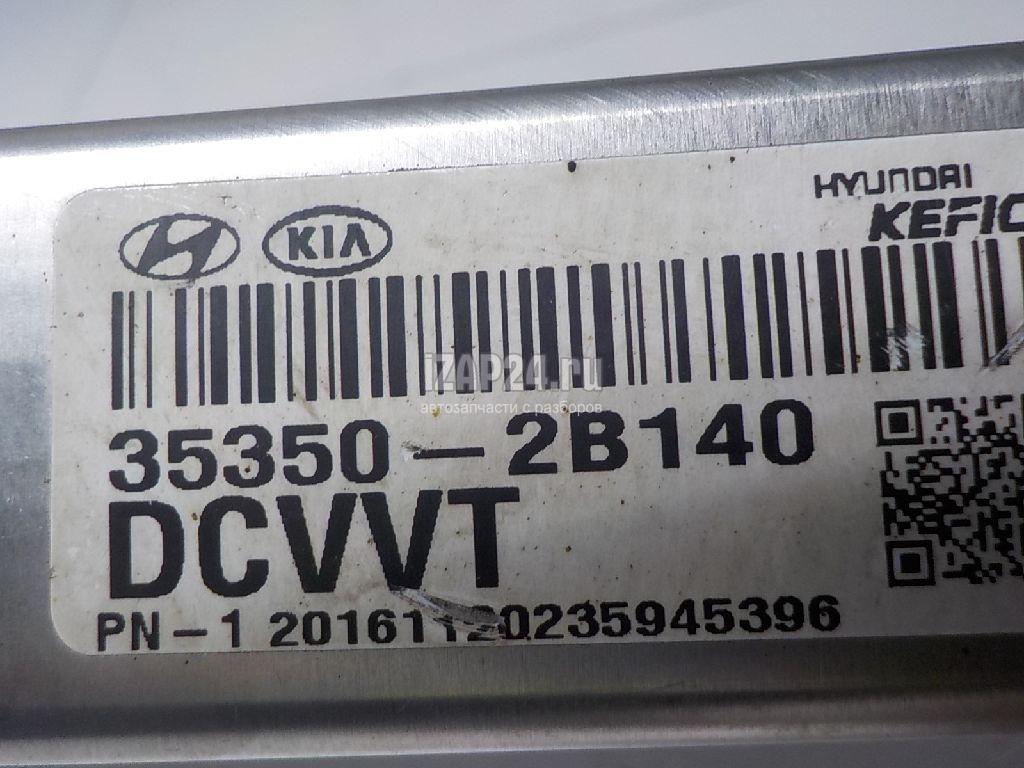 HYUNDAI
KIA KEFIC
iZAP24.ru
автозапчасти с разборов
35350-2B140
DCVVT
PN-1 20161120235945396